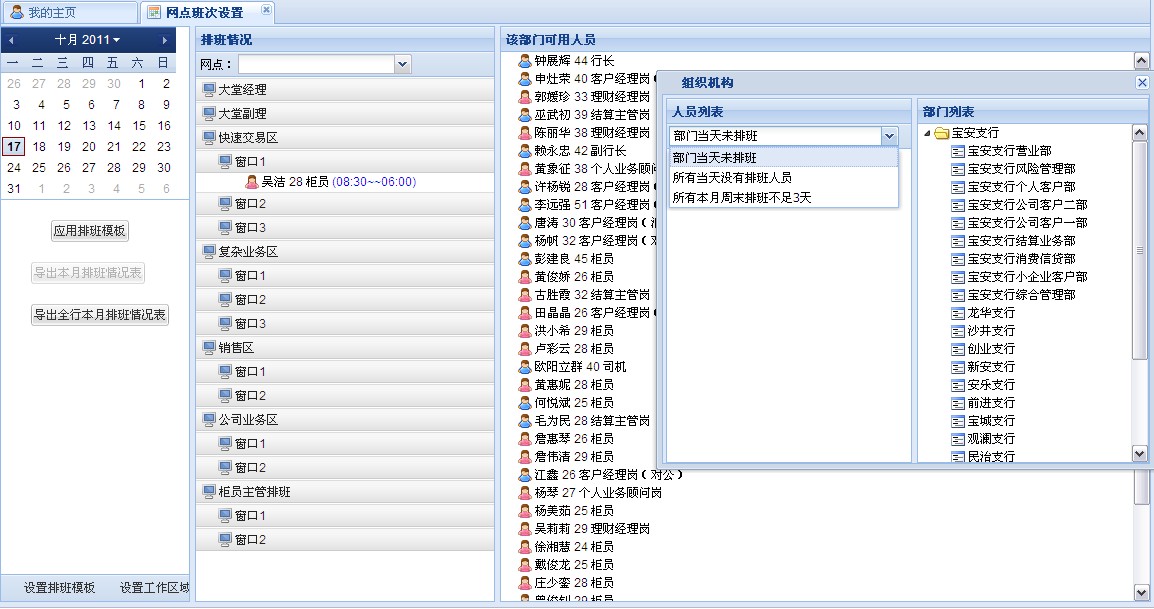 我的主页
网点班次设置
十月 2011
一 二 三 四 五 六 日
26 27 28 29 30 1 2
3 4 5 6 7 8 9
10 11 12 13 14 15 16
17 18 19 20 21 22 23
24 25 26 27 28 29 30
31 1 2 3 4 5 6
应用排班模板
导出本月排班情况表
导出全行本月排班情况表
设置排班模板 设置工作区域
排班情况
网点：
大堂经理
大堂副理
快速交易区
窗口1
吴洁 28 柜员 (08:30~~06:00)
窗口2
窗口3
复杂业务区
窗口1
窗口2
窗口3
销售区
窗口1
窗口2
公司业务区
窗口1
窗口2
柜员主管排班
窗口1
窗口2
该部门可用人员
钟展辉 44 行长
申灶荣 40 客户经理岗（
郭媛珍 33 理财经理岗
巫武初 39 结算主管岗
陈丽华 38 理财经理岗
赖永忠 42 副行长
黄象征 38 个人业务顾问
许杨锐 28 客户经理岗（
李远强 51 客户经理岗（
唐涛 30 客户经理岗（
杨帆 32 客户经理岗（
彭建良 45 柜员
黄俊娇 26 柜员
古胜霞 32 结算主管岗
田晶晶 26 客户经理岗（
洪小希 29 柜员
卢彩云 28 柜员
欧阳立群 40 司机
黄惠妮 28 柜员
何悦斌 25 柜员
毛为民 28 结算主管岗
詹惠琴 26 柜员
詹伟清 29 柜员
江鑫 26 客户经理岗（对公）
杨琴 27 个人业务顾问岗
杨美茹 25 柜员
吴莉莉 29 理财经理岗
徐湘慧 24 柜员
戴俊龙 25 柜员
庄少銮 28 柜员
组织机构
人员列表
部门当天未排班
部门当天未排班
所有当天没有排班人员
所有本月周末排班不足3天
部门列表
宝安支行
宝安支行营业部
宝安支行风险管理部
宝安支行个人客户部
宝安支行公司客户二部
宝安支行公司客户一部
宝安支行结算业务部
宝安支行消费信贷部
宝安支行小企业客户部
宝安支行综合管理部
龙华支行
沙井支行
创业支行
新安支行
安乐支行
前进支行
宝城支行
观澜支行
民治支行